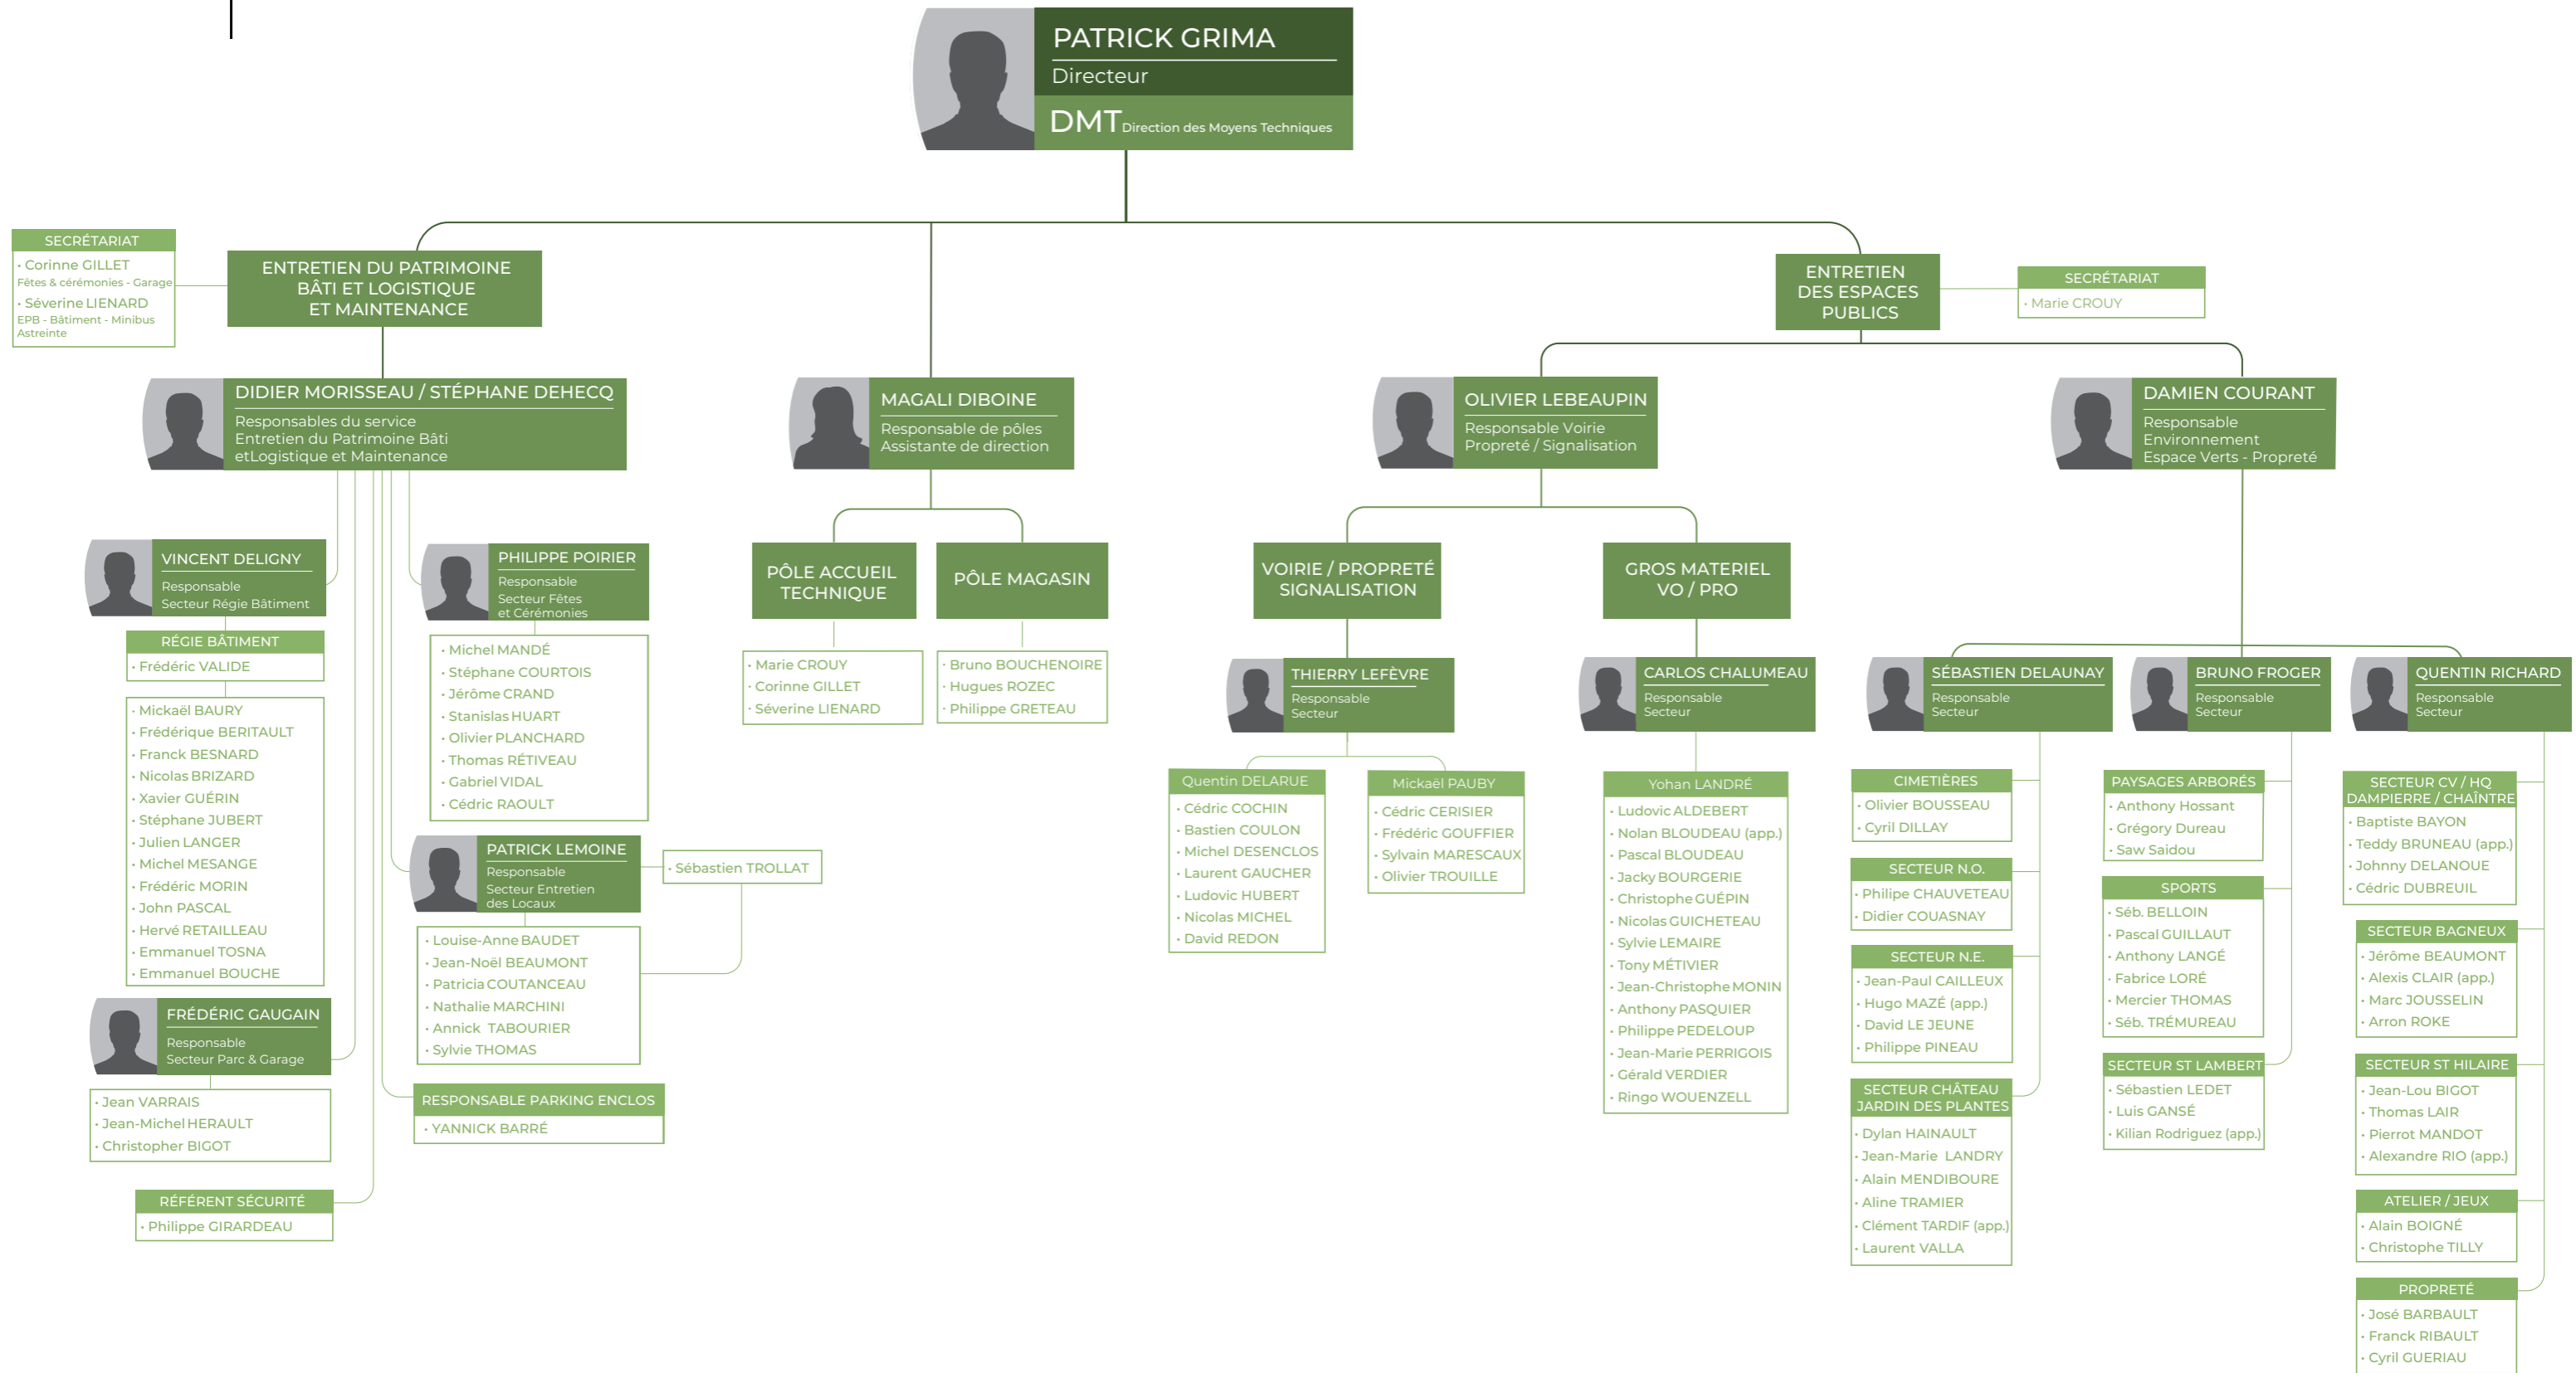 PATRICK GRIMA
Directeur
DMT Direction des Moyens Techniques
SECRÉTARIAT
• Corinne GILLET
Fêtes & cérémonies - Garage
• Séverine LIENARD
EPB - Bâtiment - Minibus
Astreinte
ENTRETIEN DU PATRIMOINE
BÂTI ET LOGISTIQUE
ET MAINTENANCE
ENTRETIEN
DES ESPACES
PUBLICS
SECRÉTARIAT
• Marie CROUY
DIDIER MORISSEAU / STÉPHANE DEHECQ
Responsables du service
Entretien du Patrimoine Bâti
etLogistique et Maintenance
MAGALI DIBOINE
Responsable de pôles
Assistante de direction
OLIVIER LEBEAUPIN
Responsable Voirie
Propreté / Signalisation
DAMIEN COURANT
Responsable
Environnement
Espace Verts - Propreté
VINCENT DELIGNY
Responsable
Secteur Régie Bâtiment
RÉGIE BÂTIMENT
• Frédéric VALIDE
• Mickaël BAURY
• Frédérique BERITAULT
• Franck BESNARD
• Nicolas BRIZARD
• Xavier GUÉRIN
• Stéphane JUBERT
• Julien LANGER
• Michel MESANGE
• Frédéric MORIN
• John PASCAL
• Hervé RETAILLEAU
• Emmanuel TOSNA
• Emmanuel BOUCHE
FRÉDÉRIC GAUGAIN
Responsable
Secteur Parc & Garage
• Jean VARRAIS
• Jean-Michel HERAULT
• Christopher BIGOT
RÉFÉRENT SÉCURITÉ
• Philippe GIRARDEAU
PHILIPPE POIRIER
Responsable
Secteur Fêtes
et Cérémonies
• Michel MANDÉ
• Stéphane COURTOIS
• Jérôme CRAND
• Stanislas HUART
• Olivier PLANCHARD
• Thomas RÉTIVEAU
• Gabriel VIDAL
• Cédric RAOULT
PATRICK LEMOINE
Responsable
Secteur Entretien
des Locaux
• Sébastien TROLLAT
• Louise-Anne BAUDET
• Jean-Noël BEAUMONT
• Patricia COUTANCEAU
• Nathalie MARCHINI
• Annick TABOURIER
• Sylvie THOMAS
RESPONSABLE PARKING ENCLOS
• YANNICK BARRÉ
PÔLE ACCUEIL
TECHNIQUE
• Marie CROUY
• Corinne GILLET
• Séverine LIENARD
PÔLE MAGASIN
• Bruno BOUCHENOIRE
• Hugues ROZEC
• Philippe GRETEAU
VOIRIE / PROPRETÉ
SIGNALISATION
THIERRY LEFÈVRE
Responsable
Secteur
Quentin DELARUE
• Cédric COCHIN
• Bastien COULON
• Michel DESENCLOS
• Laurent GAUCHER
• Ludovic HUBERT
• Nicolas MICHEL
• David REDON
Mickaël PAUBY
• Cédric CERISIER
• Frédéric GOUFFIER
• Sylvain MARESCAUX
• Olivier TROUILLE
GROS MATERIEL
VO / PRO
CARLOS CHALUMEAU
Responsable
Secteur
Yohan LANDRÉ
• Ludovic ALDEBERT
• Nolan BLOUDEAU (app.)
• Pascal BLOUDEAU
• Jacky BOURGERIE
• Christophe GUÉPIN
• Nicolas GUICHETEAU
• Sylvie LEMAIRE
• Tony MÉTIVIER
• Jean-Christophe MONIN
• Anthony PASQUIER
• Philippe PEDELOUP
• Jean-Marie PERRIGOIS
• Gérald VERDIER
• Ringo WOUENZELL
SÉBASTIEN DELAUNAY
Responsable
Secteur
CIMETIÈRES
• Olivier BOUSSEAU
• Cyril DILLAY
SECTEUR N.O.
• Philipe CHAUVETEAU
• Didier COUASNAY
SECTEUR N.E.
• Jean-Paul CAILLEUX
• Hugo MAZÉ (app.)
• David LE JEUNE
• Philippe PINEAU
SECTEUR CHÂTEAU
JARDIN DES PLANTES
• Dylan HAINAULT
• Jean-Marie LANDRY
• Alain MENDIBOURE
• Aline TRAMIER
• Clément TARDIF (app.)
• Laurent VALLA
BRUNO FROGER
Responsable
Secteur
PAYSAGES ARBORÉS
• Anthony Hossant
• Grégory Dureau
• Saw Saidou
SPORTS
• Séb. BELLOIN
• Pascal GUILLAUT
• Anthony LANGÉ
• Fabrice LORÉ
• Mercier THOMAS
• Séb. TRÉMUREAU
SECTEUR ST LAMBERT
• Sébastien LEDET
• Luis GANSÉ
• Kilian Rodriguez (app.)
QUENTIN RICHARD
Responsable
Secteur
SECTEUR CV / HQ
DAMPIERRE / CHAÎNTRE
• Baptiste BAYON
• Teddy BRUNEAU (app.)
• Johnny DELANOUE
• Cédric DUBREUIL
SECTEUR BAGNEUX
• Jérôme BEAUMONT
• Alexis CLAIR (app.)
• Marc JOUSSELIN
• Arron ROKE
SECTEUR ST HILAIRE
• Jean-Lou BIGOT
• Thomas LAIR
• Pierrot MANDOT
• Alexandre RIO (app.)
ATELIER / JEUX
• Alain BOIGNÉ
• Christophe TILLY
PROPRETÉ
• José BARBAULT
• Franck RIBAULT
• Cyril GUERIAU